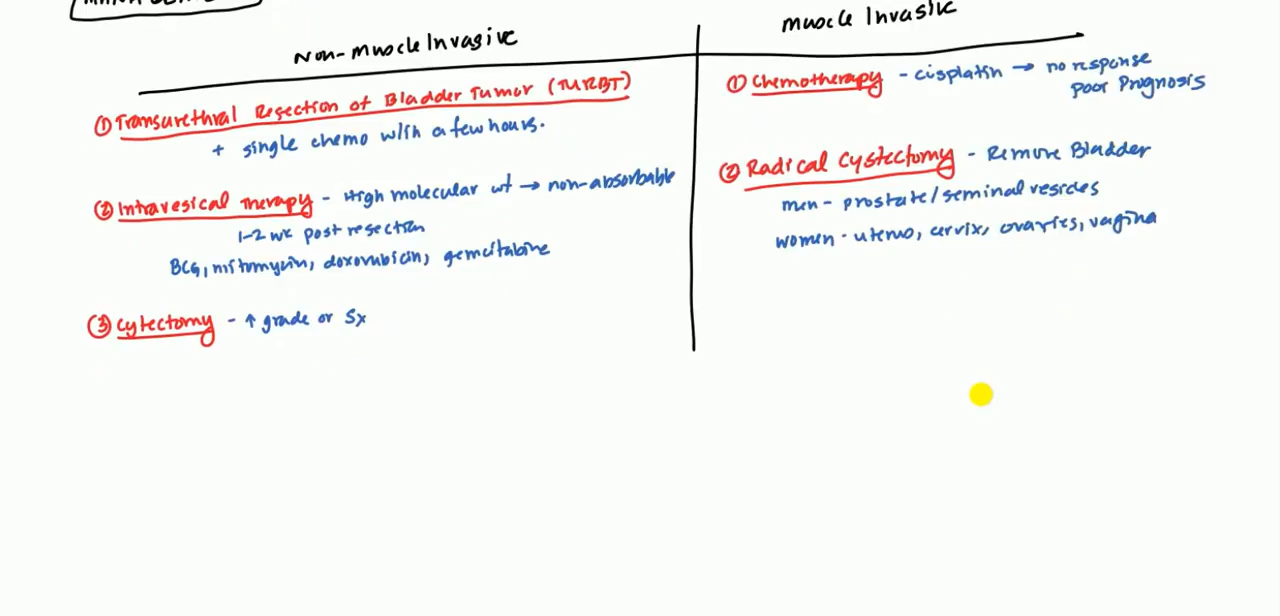 Non-muscle Invasive
① Transurethral Resection of Bladder Tumor (TURBT)
+ single chemo w/in a few hours.
② Intravesical Therapy - High molecular wt → non-absorbable
1-2 wk post resection
BCG, mitomycin, doxorubicin, gemcitabine
③ Cytectomy - ↑ grade or Sx
Muscle Invasive
① Chemotherapy - cisplatin → no response
poor prognosis
② Radical Cystectomy - Remove Bladder
men - prostate/seminal vesicles
women - uterus, cervix, ovaries, vagina